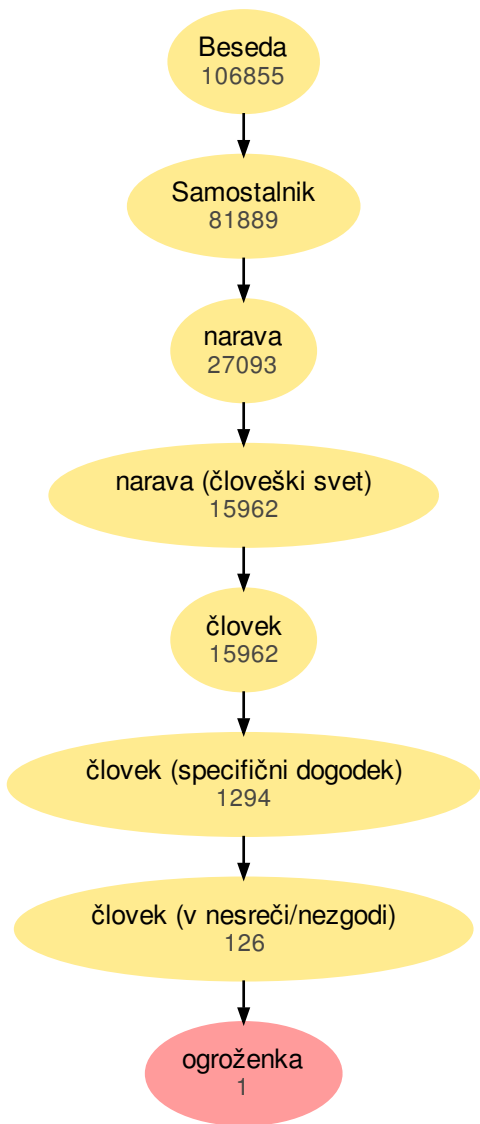 Beseda
106855
Samostalnik
81889
narava
27093
narava (človeški svet)
15962
človek
15962
človek (specifični dogodek)
1294
človek (v nesreči/nezgodi)
126
ogroženka
1